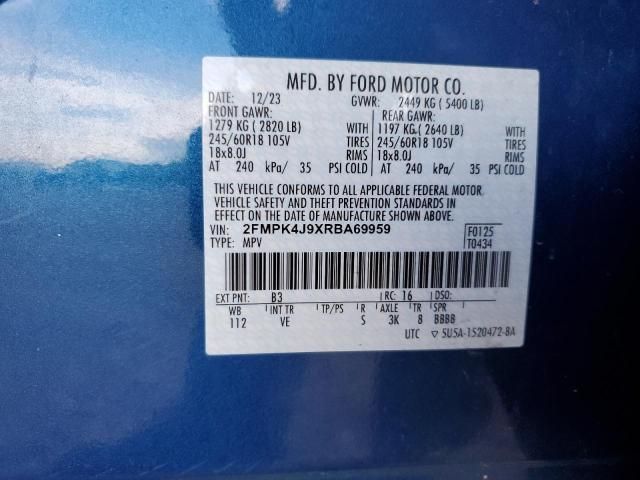 MFD. BY FORD MOTOR CO.
DATE: 12/23 GVWR: 2449 KG ( 5400 LB)
FRONT GAWR: REAR GAWR:
1279 KG ( 2820 LB) WITH 1197 KG ( 2640 LB) WITH
245/60R18 105V TIRES 245/60R18 105V TIRES
18x8.0J RIMS 18x8.0J RIMS
AT 240 kPa/ 35 PSI COLD AT 240 kPa/ 35 PSI COLD
THIS VEHICLE CONFORMS TO ALL APPLICABLE FEDERAL MOTOR
VEHICLE SAFETY AND THEFT PREVENTION STANDARDS IN
EFFECT ON THE DATE OF MANUFACTURE SHOWN ABOVE.
VIN: 2FMPK4J9XRBA69959 F0125
TYPE: MPV T0434
EXT PNT: B3 RC: 16 DSO:
WB INT TR TP/PS R AXLE TR SPR
112 VE S 3K 8 BBBB
UTC ▽ 5U5A-1520472-BA